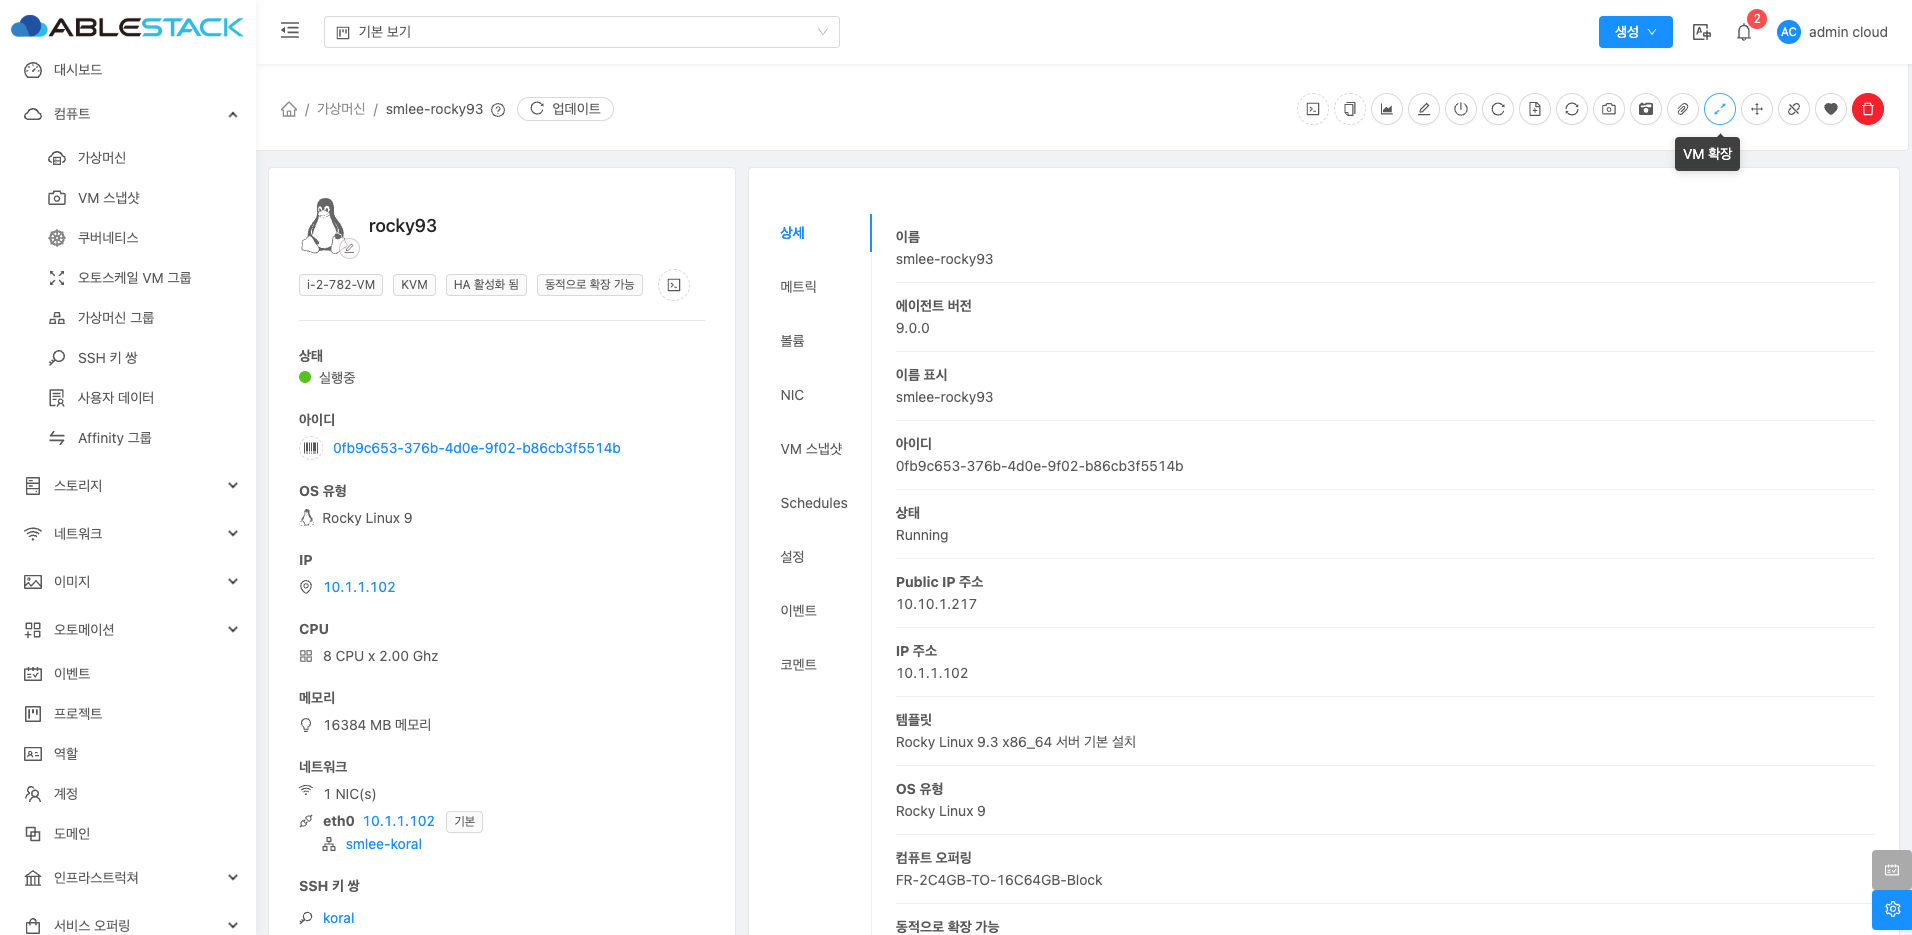 ABLESTACK
기본 보기
생성
2
AC
admin cloud
대시보드
컴퓨트
가상머신
VM 스냅샷
쿠버네티스
오토스케일 VM 그룹
가상머신 그룹
SSH 키 쌍
사용자 데이터
Affinity 그룹
스토리지
네트워크
이미지
오토메이션
이벤트
프로젝트
역할
계정
도메인
인프라스트럭쳐
서비스 오퍼링
/ 가상머신 / smlee-rocky93
업데이트
VM 확장
rocky93
i-2-782-VM
KVM
HA 활성화 됨
동적으로 확장 가능
상태
실행중
아이디
0fb9c653-376b-4d0e-9f02-b86cb3f5514b
OS 유형
Rocky Linux 9
IP
10.1.1.102
CPU
8 CPU x 2.00 Ghz
메모리
16384 MB 메모리
네트워크
1 NIC(s)
eth0 10.1.1.102 기본
smlee-koral
SSH 키 쌍
koral
상세
메트릭
볼륨
NIC
VM 스냅샷
Schedules
설정
이벤트
코멘트
이름
smlee-rocky93
에이전트 버전
9.0.0
이름 표시
smlee-rocky93
아이디
0fb9c653-376b-4d0e-9f02-b86cb3f5514b
상태
Running
Public IP 주소
10.10.1.217
IP 주소
10.1.1.102
템플릿
Rocky Linux 9.3 x86_64 서버 기본 설치
OS 유형
Rocky Linux 9
컴퓨트 오퍼링
FR-2C4GB-TO-16C64GB-Block
동적으로 확장 가능